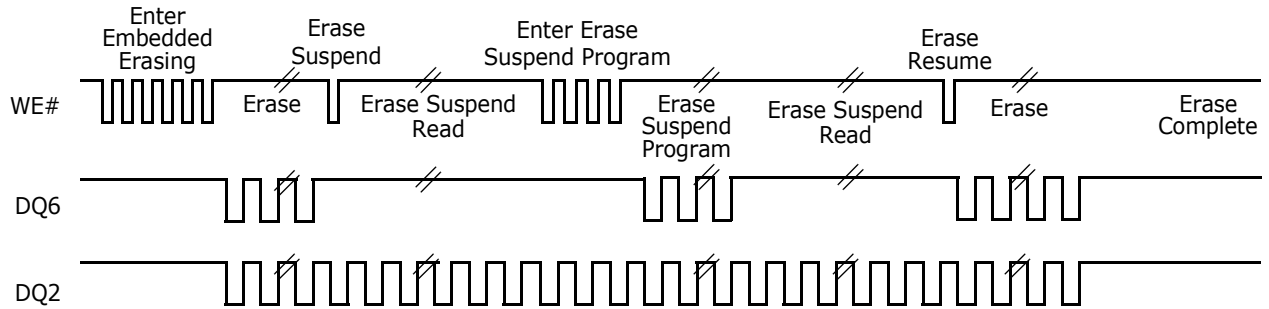 Enter
Embedded
Erasing
Erase
Suspend
Enter Erase
Suspend Program
Erase
Resume
WE#
Erase
Erase Suspend
Read
Erase
Suspend
Program
Erase Suspend
Read
Erase
Erase
Complete
DQ6
DQ2